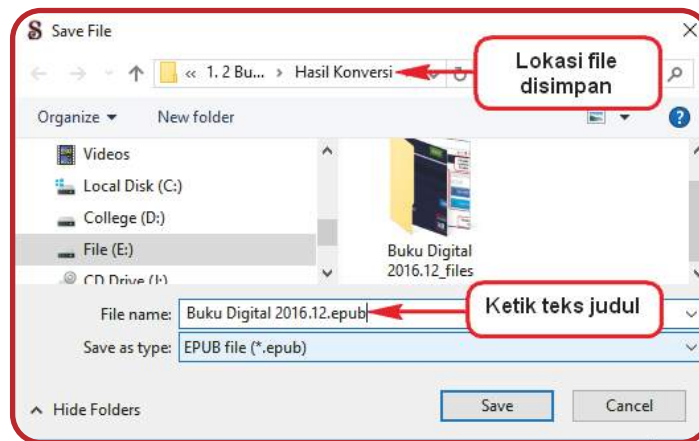 S Save File
« 1. 2 Bu... › Hasil Konversi
Lokasi file
disimpan
Organize
New folder
Videos
Local Disk (C:)
College (D:)
File (E:)
CD Drive (I:)
Buku Digital
2016.12_files
File name: Buku Digital 2016.12.epub
Ketik teks judul
Save as type: EPUB file (*.epub)
Hide Folders
Save
Cancel